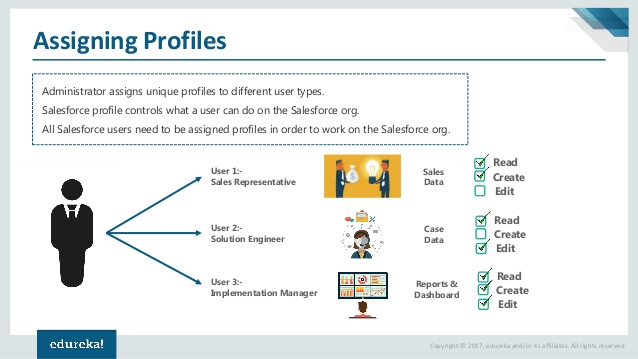 Assigning Profiles
Administrator assigns unique profiles to different user types.
Salesforce profile controls what a user can do on the Salesforce org.
All Salesforce users need to be assigned profiles in order to work on the Salesforce org.
User 1:-
Sales Representative
Sales
Data
Read
Create
Edit
User 2:-
Solution Engineer
Case
Data
Read
Create
Edit
User 3:-
Implementation Manager
Reports &
Dashboard
Read
Create
Edit
edureka!
Copyright © 2017, edureka and/or its affiliates. All rights reserved.